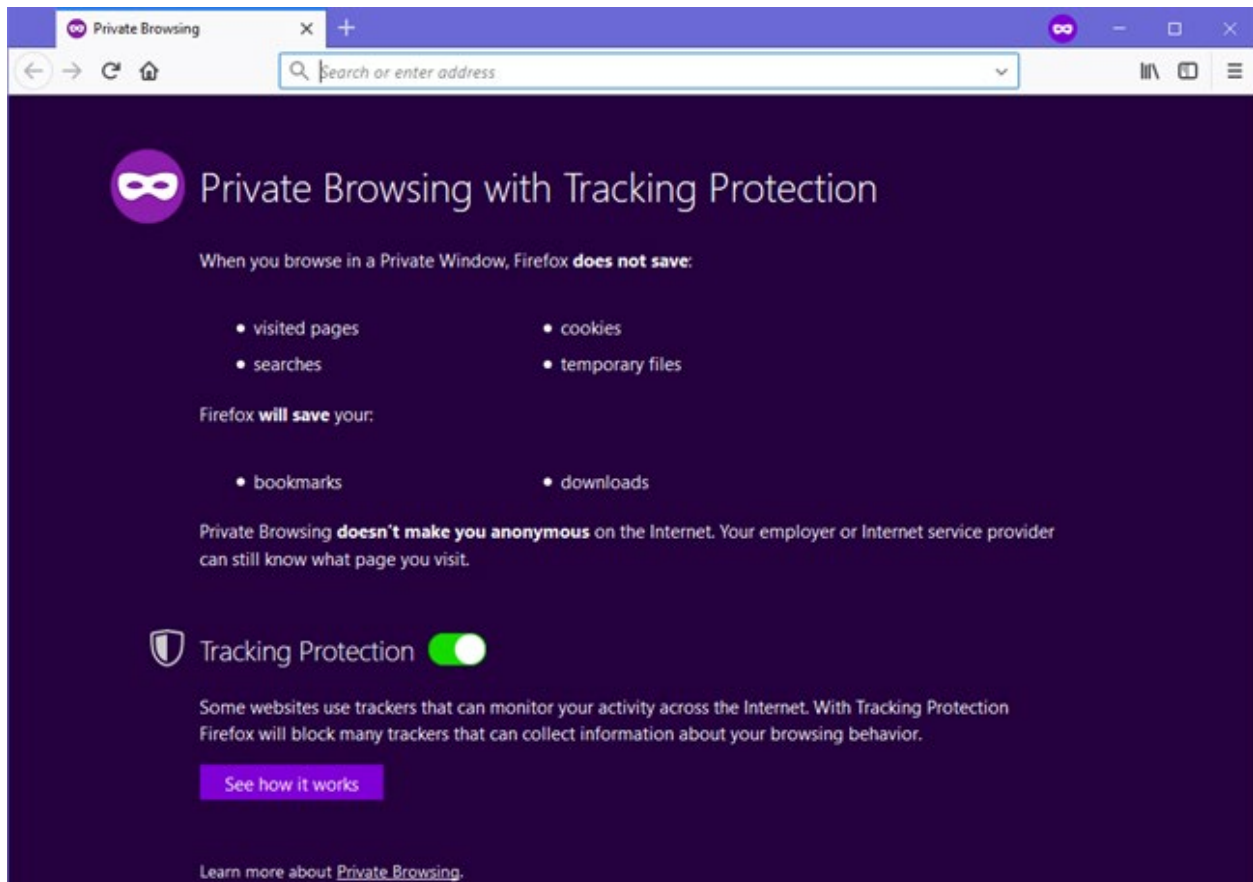 Private Browsing
Search or enter address
Private Browsing with Tracking Protection
When you browse in a Private Window, Firefox does not save:
• visited pages
• cookies
• searches
• temporary files
Firefox will save your:
• bookmarks
• downloads
Private Browsing doesn't make you anonymous on the Internet. Your employer or Internet service provider
can still know what page you visit.
Tracking Protection
Some websites use trackers that can monitor your activity across the Internet. With Tracking Protection
Firefox will block many trackers that can collect information about your browsing behavior.
See how it works
Learn more about Private Browsing.